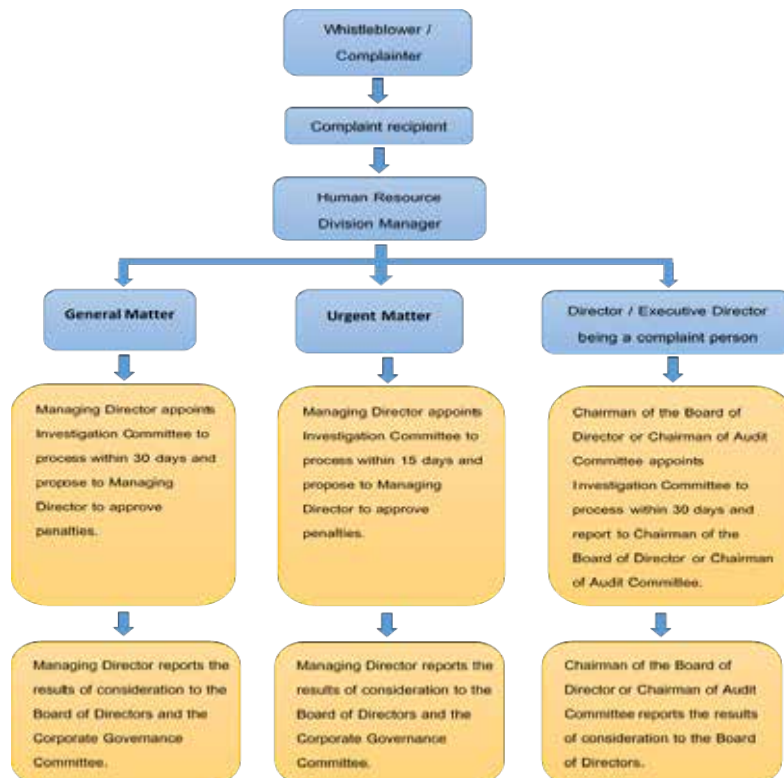 Whistleblower /
Complainter
Complaint recipient
Human Resource
Division Manager
General Matter
Urgent Matter
Director / Executive Director
being a complaint person
Managing Director appoints
Investigation Committee to
process within 30 days and
propose to Managing
Director to approve
penalties.
Managing Director appoints
Investigation Committee to
process within 15 days and
propose to Managing
Director to approve
penalties.
Chairman of the Board of
Director or Chairman of Audit
Committee appoints
Investigation Committee to
process within 30 days and
report to Chairman of the
Board of Director or Chairman
of Audit Committee.
Managing Director reports the
results of consideration to the
Board of Directors and the
Corporate Governance
Committee.
Managing Director reports the
results of consideration to the
Board of Directors and the
Corporate Governance
Committee.
Chairman of the Board of
Director or Chairman of Audit
Committee reports the results
of consideration to the Board
of Directors.